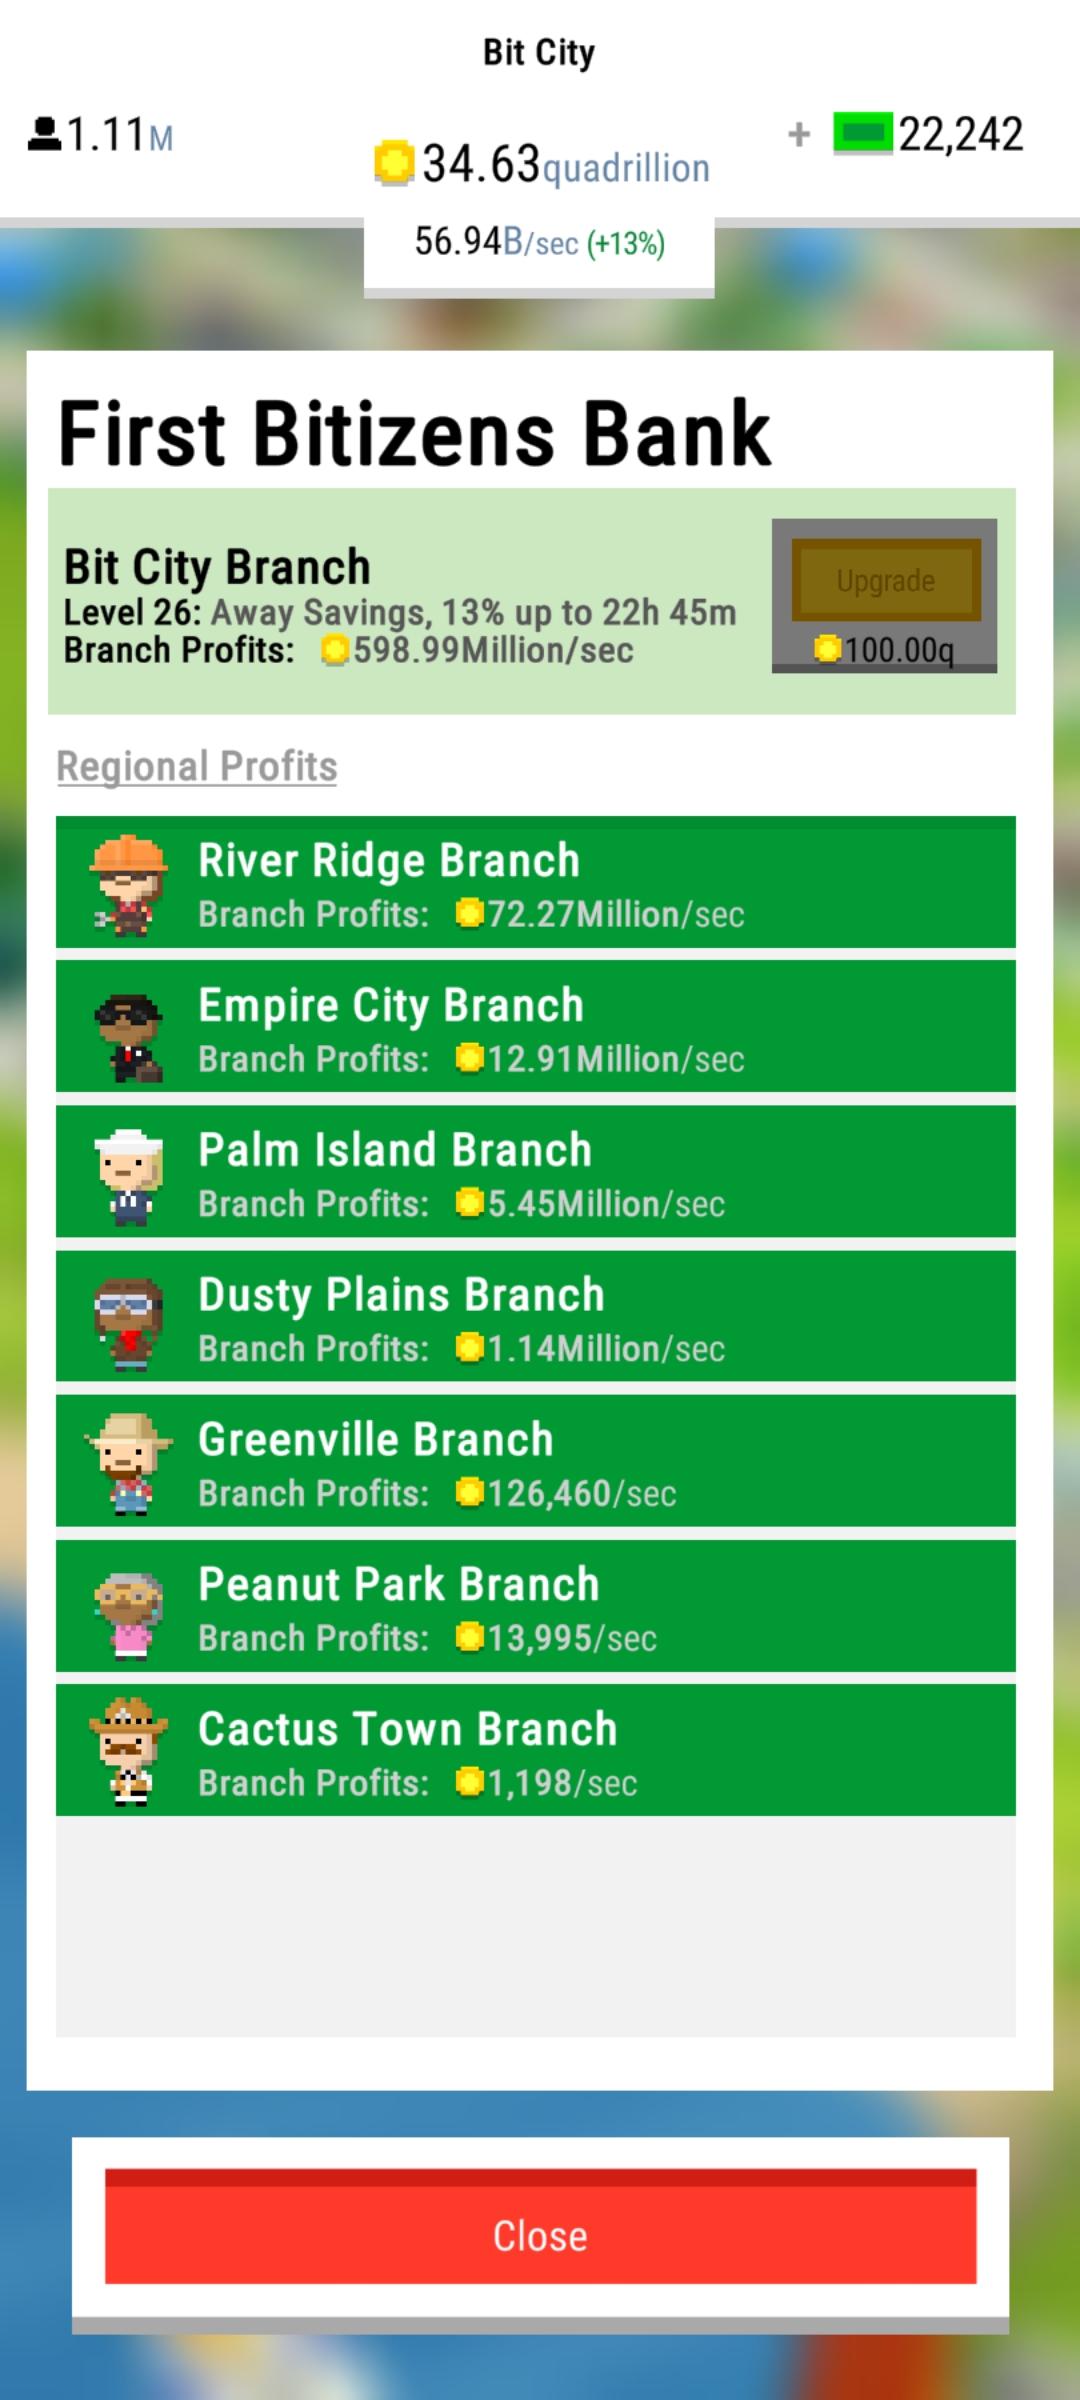 Bit City
1.11M
34.63quadrillion
+ 22,242
56.94B/sec (+13%)
First Bitizens Bank
Bit City Branch
Level 26: Away Savings, 13% up to 22h 45m
Branch Profits: 598.99Million/sec
Upgrade
100.00q
Regional Profits
River Ridge Branch
Branch Profits: 72.27Million/sec
Empire City Branch
Branch Profits: 12.91Million/sec
Palm Island Branch
Branch Profits: 5.45Million/sec
Dusty Plains Branch
Branch Profits: 1.14Million/sec
Greenville Branch
Branch Profits: 126,460/sec
Peanut Park Branch
Branch Profits: 13,995/sec
Cactus Town Branch
Branch Profits: 1,198/sec
Close